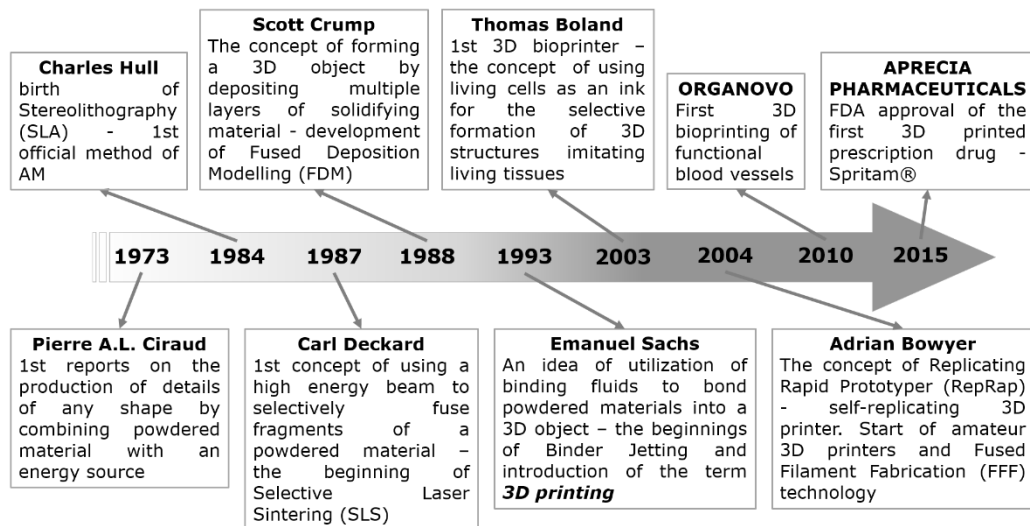 Charles Hull
birth of
Stereolithography
(SLA) - 1st
official method of
AM
Scott Crump
The concept of forming
a 3D object by
depositing multiple
layers of solidifying
material - development
of Fused Deposition
Modelling (FDM)
Thomas Boland
1st 3D bioprinter –
the concept of using
living cells as an ink
for the selective
formation of 3D
structures imitating
living tissues
ORGANOVO
First 3D
bioprinting of
functional
blood vessels
APRECIA
PHARMACEUTICALS
FDA approval of the
first 3D printed
prescription drug -
Spritam®
1973 1984 1987 1988 1993 2003 2004 2010 2015
Pierre A.L. Ciraud
1st reports on the
production of details
of any shape by
combining powdered
material with an
energy source
Carl Deckard
1st concept of using a
high energy beam to
selectively fuse
fragments of a
powdered material –
the beginning of
Selective Laser
Sintering (SLS)
Emanuel Sachs
An idea of utilization of
binding fluids to bond
powdered materials into a
3D object – the beginnings
of Binder Jetting and
introduction of the term
3D printing
Adrian Bowyer
The concept of Replicating
Rapid Prototyper (RepRap)
- self-replicating 3D
printer. Start of amateur
3D printers and Fused
Filament Fabrication (FFF)
technology